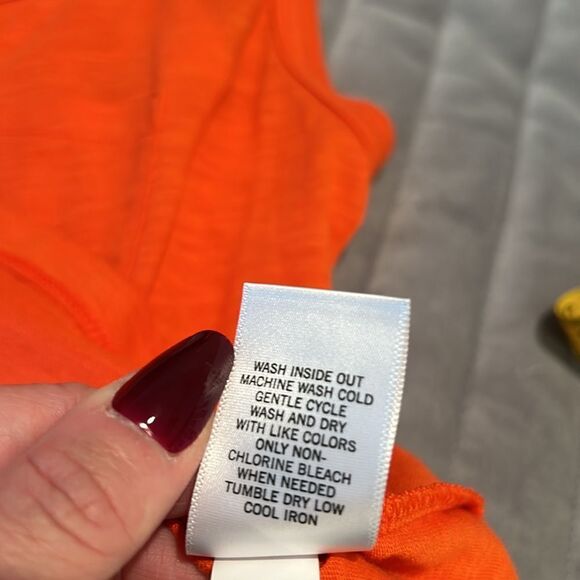 WASH INSIDE OUT
MACHINE WASH COLD
GENTLE CYCLE
WASH AND DRY
WITH LIKE COLORS
ONLY NON-
CHLORINE BLEACH
WHEN NEEDED
TUMBLE DRY LOW
COOL IRON